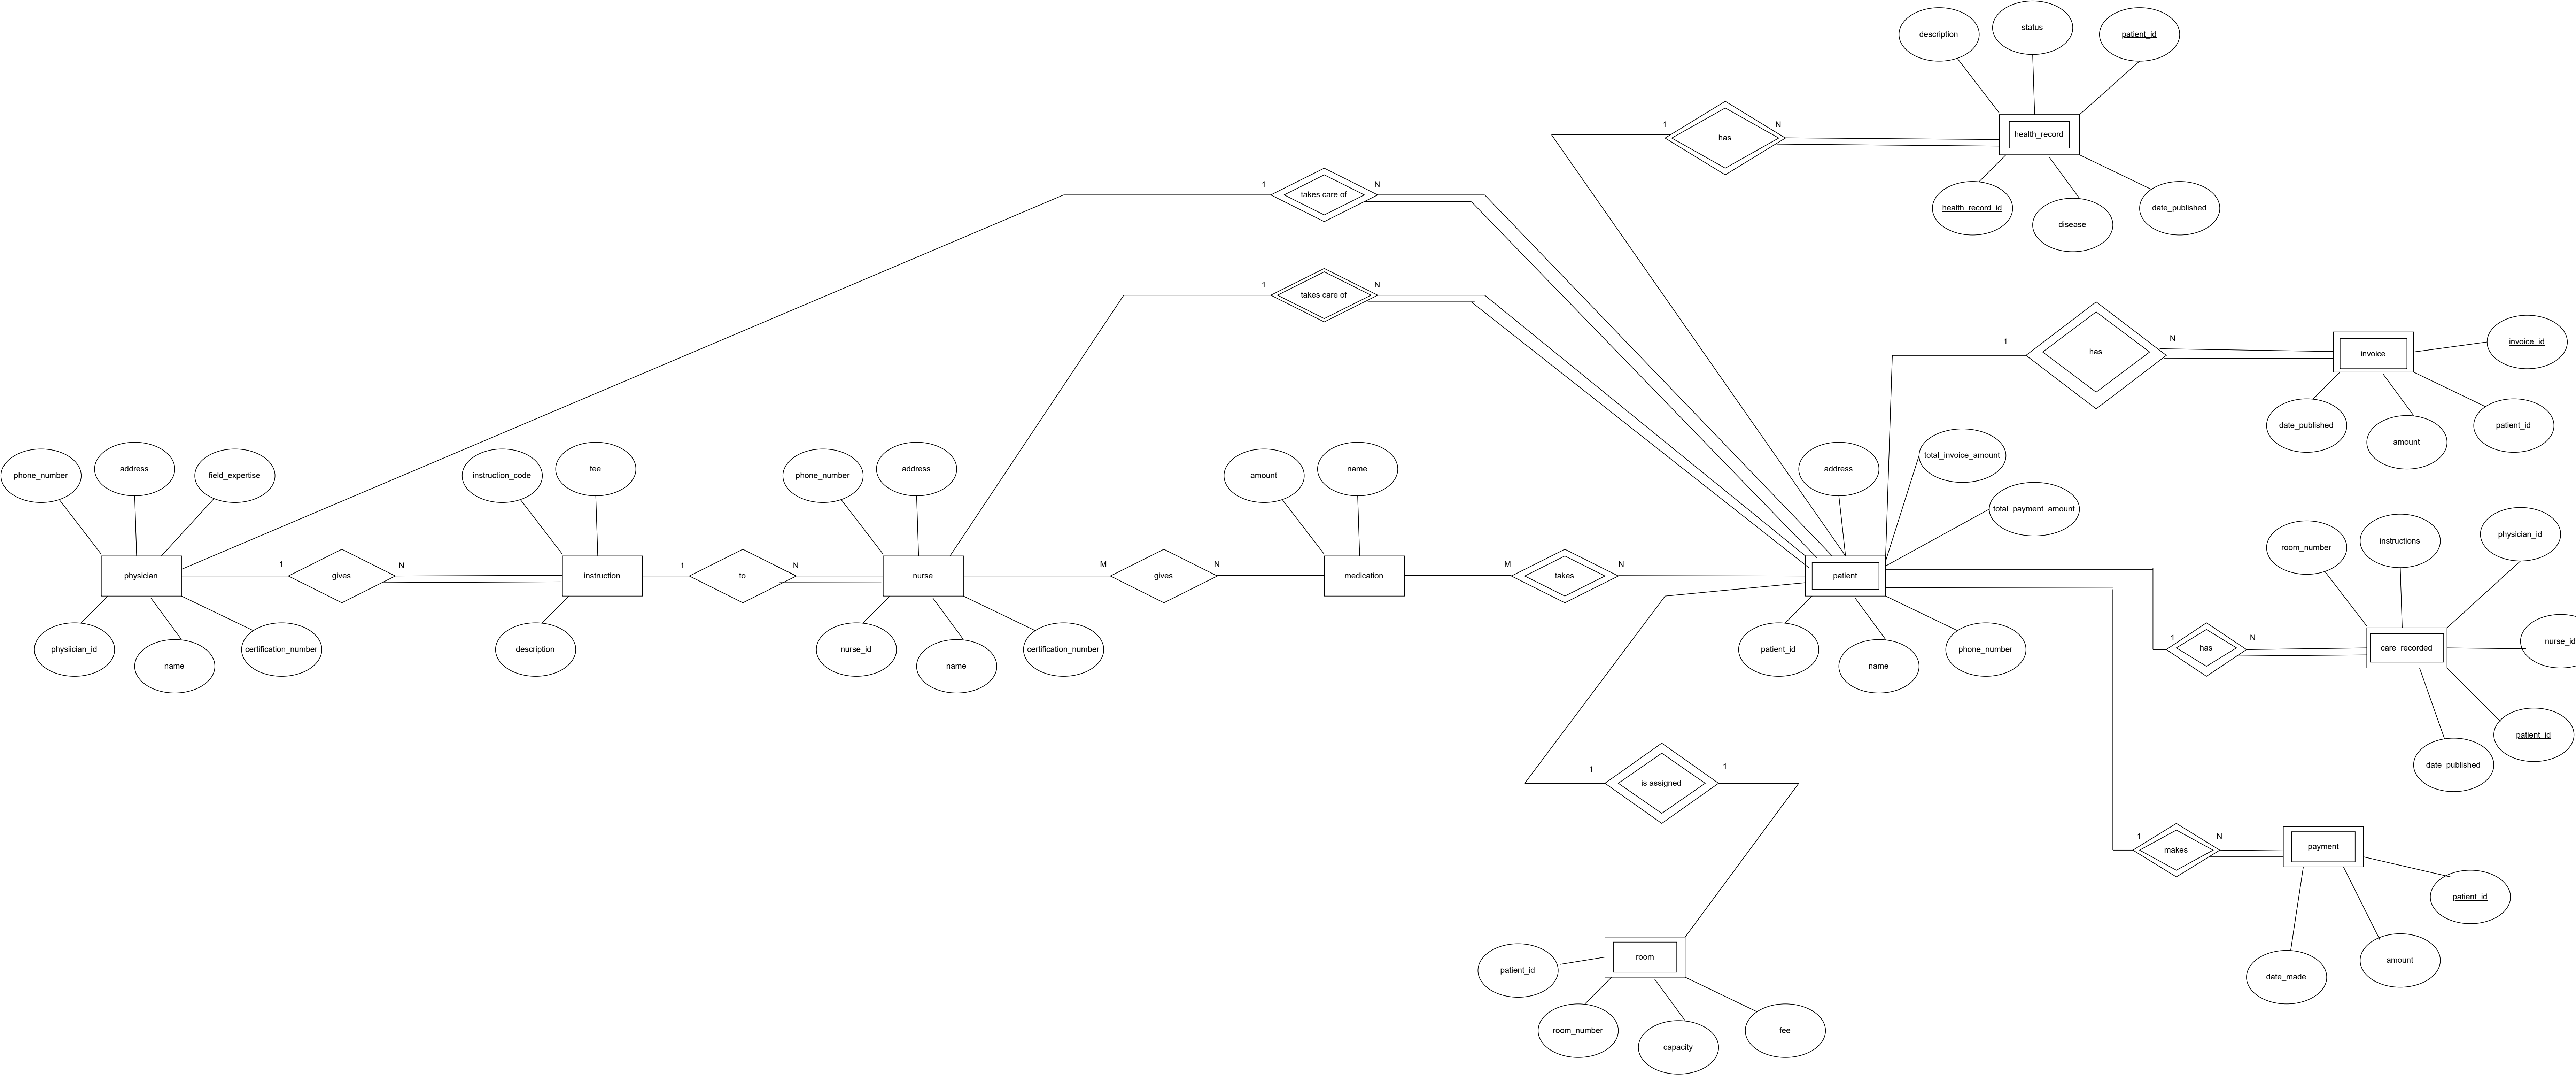 description
status
patient_id
1
has
N
health_record
health_record_id
disease
date_published
1
takes care of
N
1
takes care of
N
1
has
N
invoice
invoice_id
date_published
amount
patient_id
phone_number
address
field_expertise
physician
physiician_id
name
certification_number
1
gives
N
instruction_code
fee
instruction
description
1
to
N
phone_number
address
nurse
nurse_id
name
certification_number
M
gives
N
amount
name
medication
M
takes
N
address
total_invoice_amount
total_payment_amount
patient
patient_id
name
phone_number
room_number
instructions
physician_id
1
has
N
care_recorded
nurse_id
patient_id
date_published
1
is assigned
1
1
makes
N
payment
patient_id
date_made
amount
room
patient_id
room_number
capacity
fee